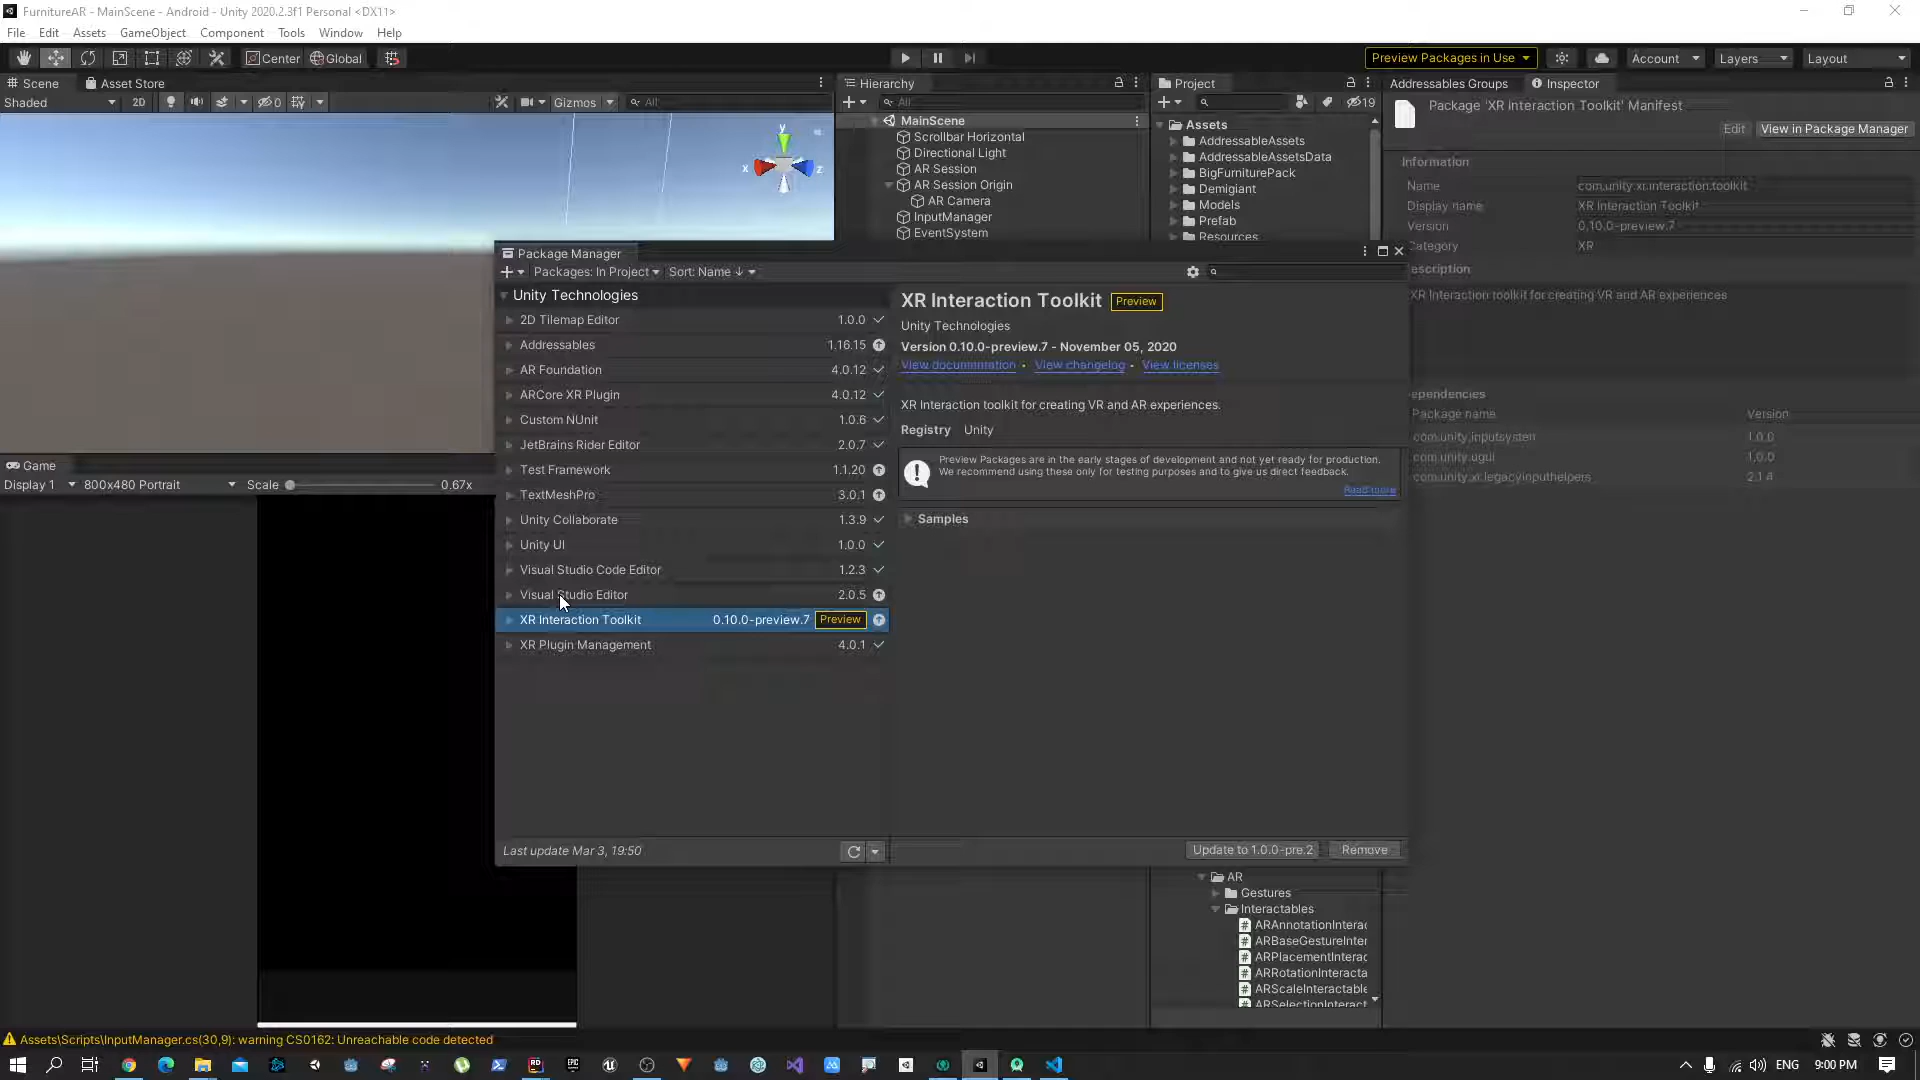 FurnitureAR - MainScene - Android - Unity 2020.2.3f1 Personal <DX11>
File Edit Assets GameObject Component Tools Window Help
Center Global Preview Packages in Use Account Layers Layout
Scene Asset Store Hierarchy Project Addressables Groups Inspector
Shaded 2D 0 Gizmos All All 19
Package 'XR Interaction Toolkit' Manifest
Edit View in Package Manager
y
x
z
MainScene
Scrollbar Horizontal
Directional Light
AR Session
AR Session Origin
AR Camera
InputManager
EventSystem
Assets
AddressableAssets
AddressableAssetsData
BigFurniturePack
Demigiant
Models
Prefab
Resources
Information
Name com.unity.xr.interaction.toolkit
Display name XR Interaction Toolkit
Version 0.10.0-preview.7
Category XR
escription
XR Interaction toolkit for creating VR and AR experiences
ependencies
Package name Version
com.unity.inputsystem 1.0.0
com.unity.ugui 1.0.0
com.unity.xr.legacyinputhelpers 2.1.4
Package Manager
Packages: In Project Sort: Name ↓
Unity Technologies
2D Tilemap Editor 1.0.0
Addressables 1.16.15
AR Foundation 4.0.12
ARCore XR Plugin 4.0.12
Custom NUnit 1.0.6
JetBrains Rider Editor 2.0.7
Test Framework 1.1.20
TextMeshPro 3.0.1
Unity Collaborate 1.3.9
Unity UI 1.0.0
Visual Studio Code Editor 1.2.3
Visual Studio Editor 2.0.5
XR Interaction Toolkit 0.10.0-preview.7 Preview
XR Plugin Management 4.0.1
XR Interaction Toolkit Preview
Unity Technologies
Version 0.10.0-preview.7 - November 05, 2020
View documentation • View changelog • View licenses
XR Interaction toolkit for creating VR and AR experiences.
Registry Unity
Preview Packages are in the early stages of development and not yet ready for production.
We recommend using these only for testing purposes and to give us direct feedback.
Read more
Samples
Last update Mar 3, 19:50
Update to 1.0.0-pre.2 Remove
Game
Display 1 800x480 Portrait Scale 0.67x
AR
Gestures
Interactables
ARAnnotationInterac
ARBaseGestureInter
ARPlacementInterac
ARRotationInteracta
ARScaleInteractable
ARSelectionInteract
Assets\Scripts\InputManager.cs(30,9): warning CS0162: Unreachable code detected
ENG 9:00 PM